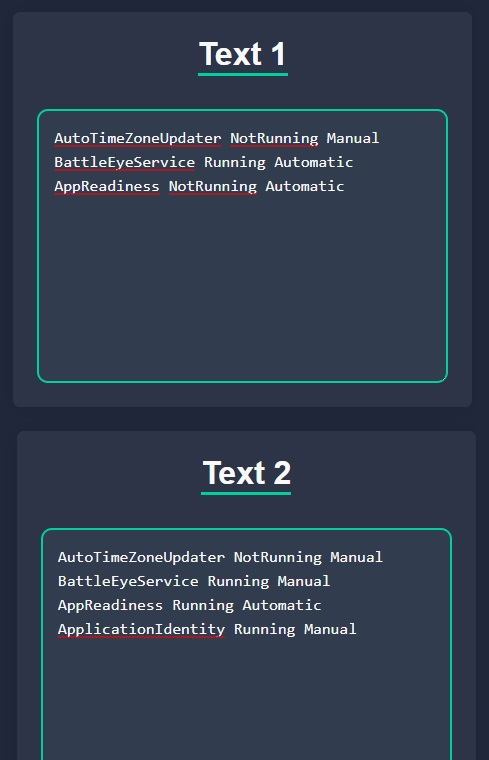 Text 1
AutoTimeZoneUpdater NotRunning Manual
BattleEyeService Running Automatic
AppReadiness NotRunning Automatic
Text 2
AutoTimeZoneUpdater NotRunning Manual
BattleEyeService Running Manual
AppReadiness Running Automatic
ApplicationIdentity Running Manual